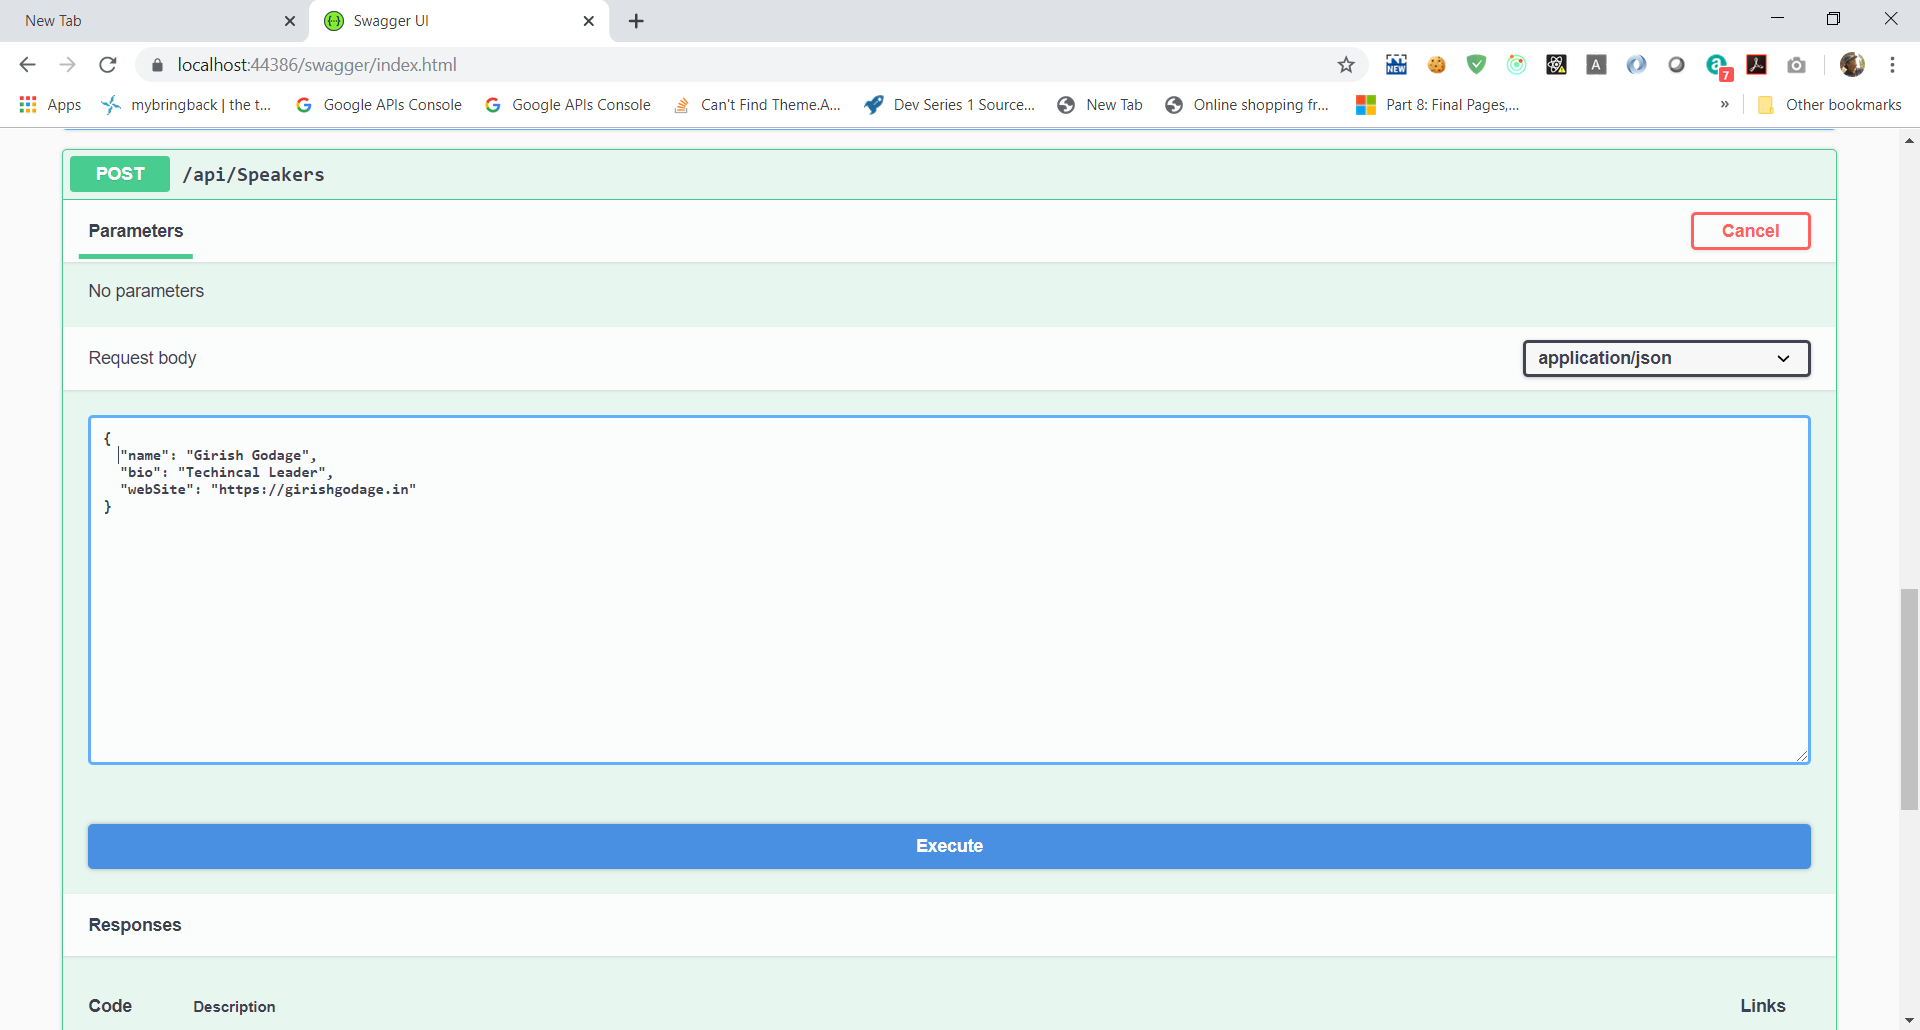 New Tab
Swagger UI
localhost:44386/swagger/index.html
NEW
A
a
7
Apps
mybringback | the t...
Google APIs Console
Google APIs Console
Can't Find Theme.A...
Dev Series 1 Source...
New Tab
Online shopping fr...
Part 8: Final Pages,...
»
Other bookmarks
POST /api/Speakers
Parameters
Cancel
No parameters
Request body
application/json
{
"name": "Girish Godage",
"bio": "Techincal Leader",
"webSite": "https://girishgodage.in"
}
Execute
Responses
Code Description Links